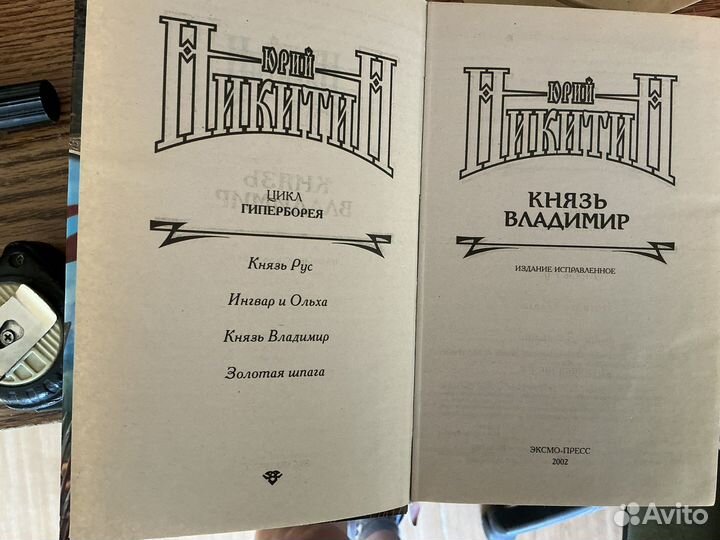 ЮРИЙ
НИКИТИН
ЦИКЛ
ГИПЕРБОРЕЯ
Князь Рус
Ингвар и Ольха
Князь Владимир
Золотая шпага
ЮРИЙ
НИКИТИН
КНЯЗЬ
ВЛАДИМИР
ИЗДАНИЕ ИСПРАВЛЕННОЕ
ЭКСМО-ПРЕСС
2002
Avito